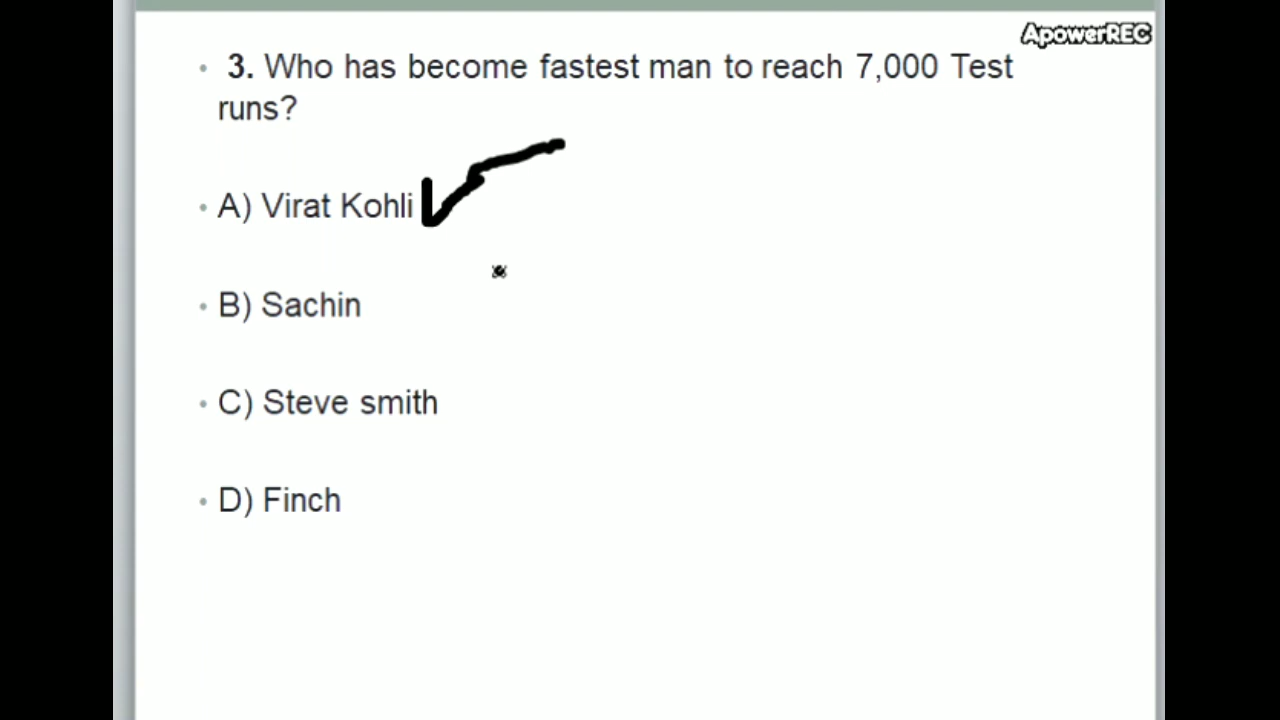 ApowerREC
• 3. Who has become fastest man to reach 7,000 Test
runs?
• A) Virat Kohli
• B) Sachin
• C) Steve smith
• D) Finch